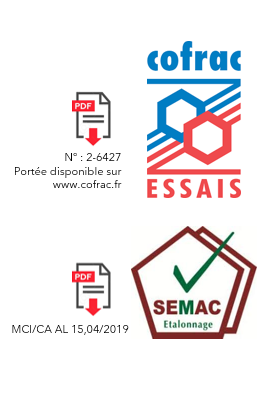 cofrac
PDF
N° : 2-6427
Portée disponible sur
www.cofrac.fr
ESSAIS
SEMAC
Etalonnage
PDF
MCI/CA AL 15,04/2019